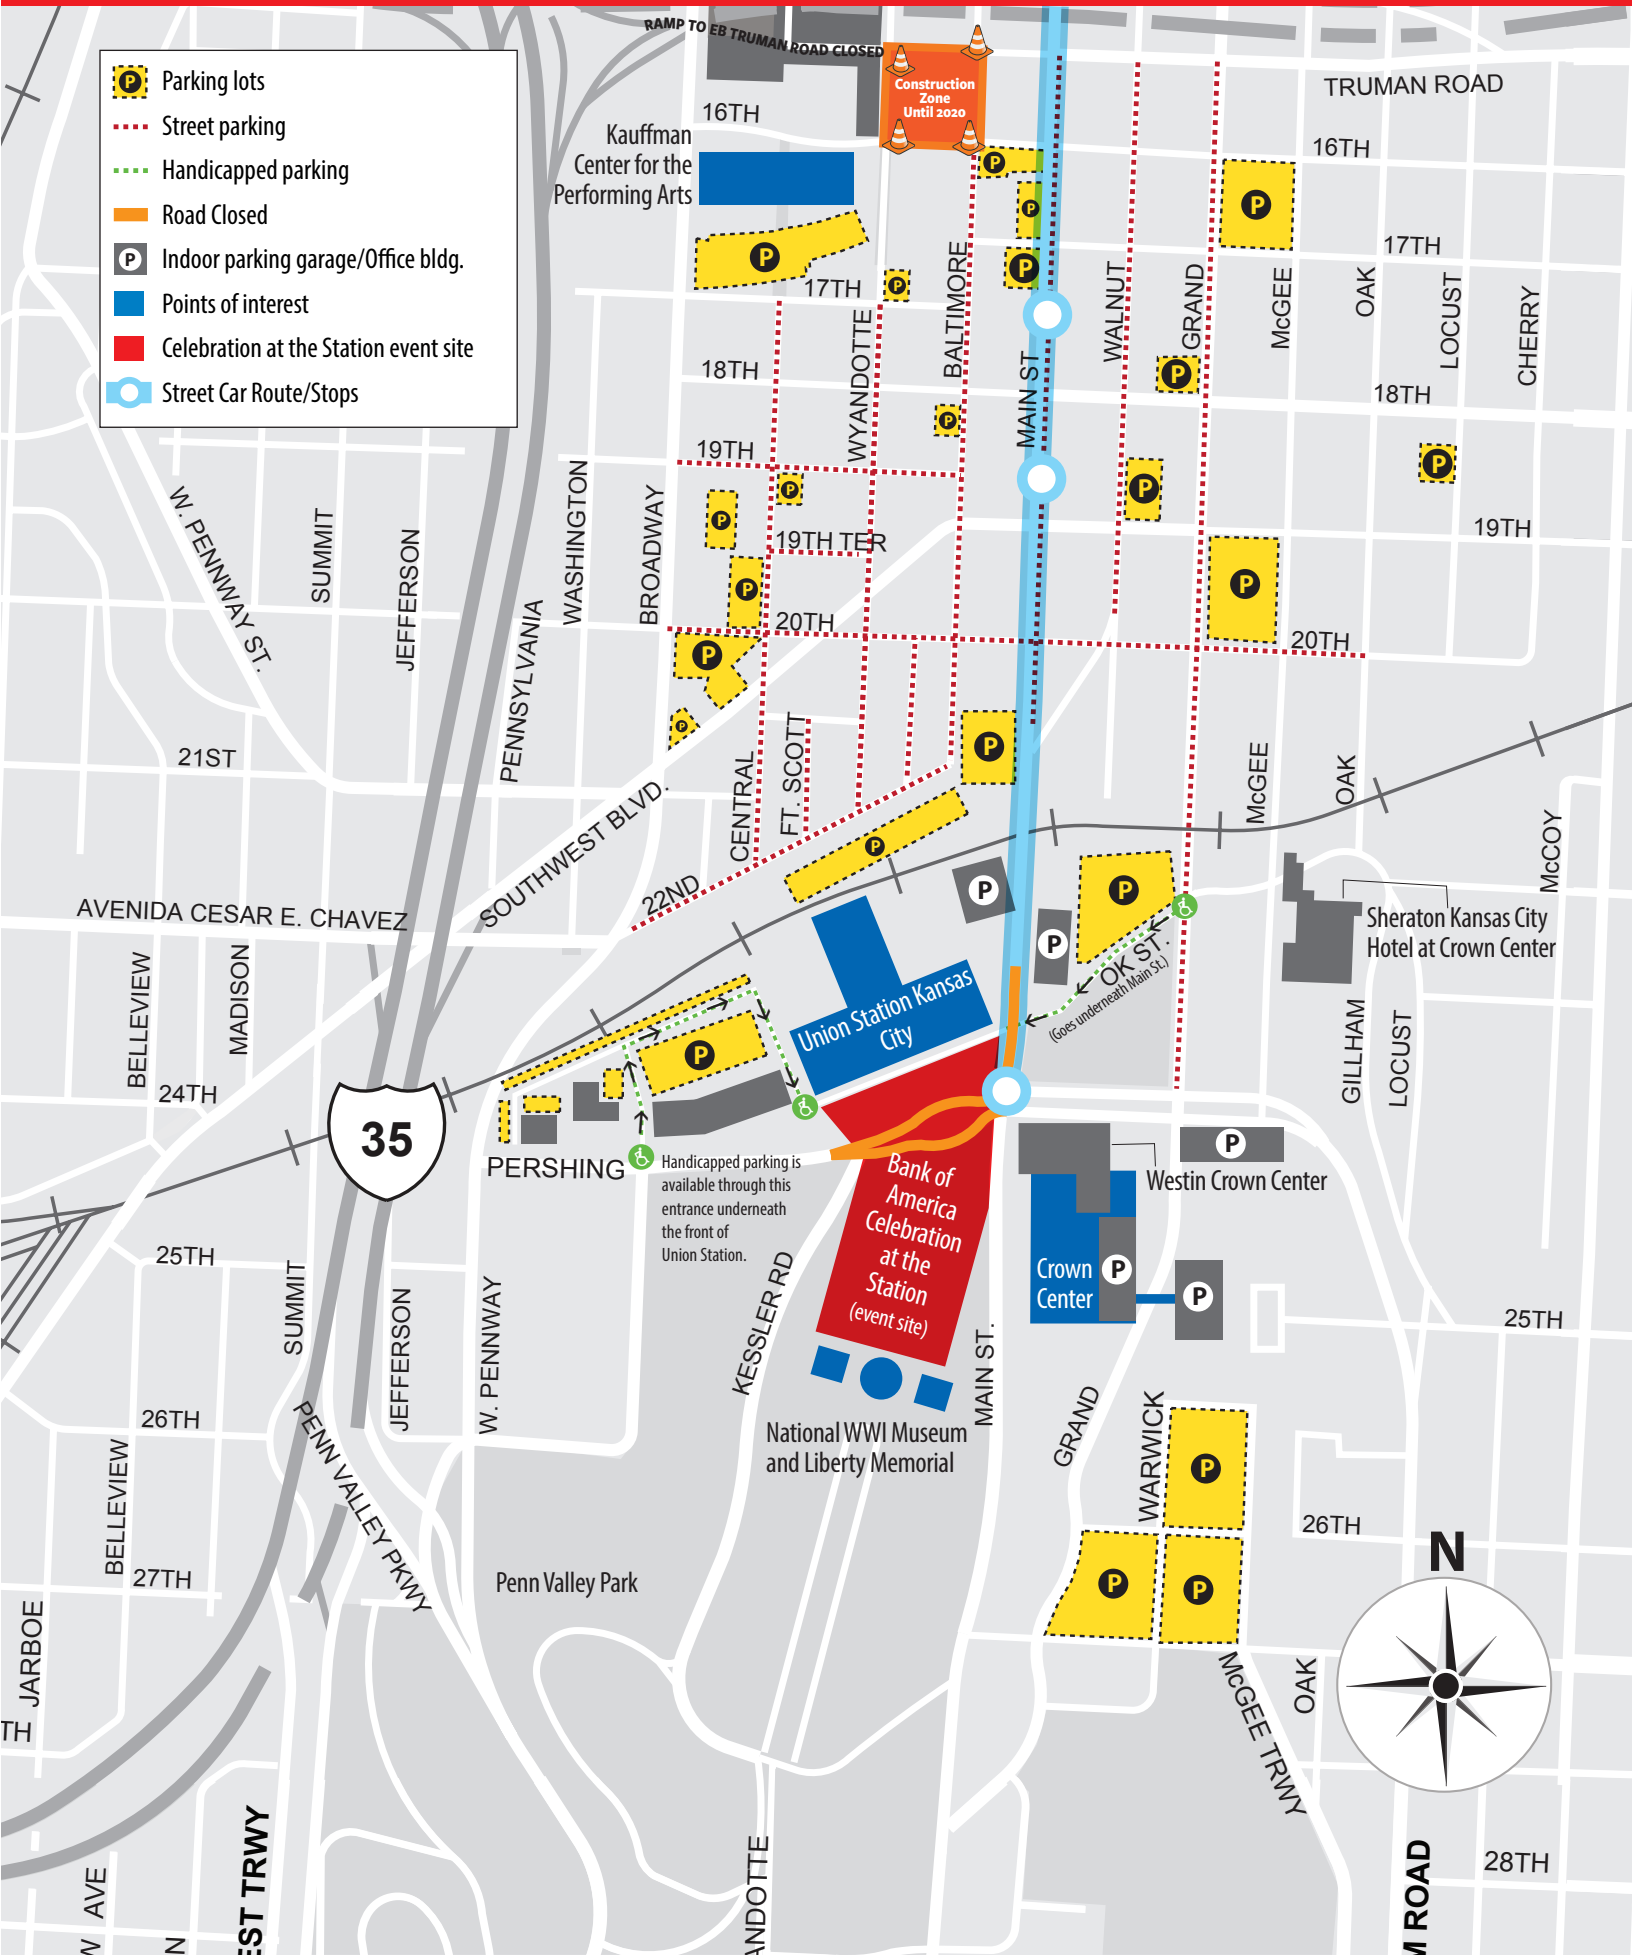 RAMP TO EB TRUMAN ROAD CLOSED
P
Parking lots
Street parking
Handicapped parking
Road Closed
P
Indoor parking garage/Office bldg.
Points of interest
Celebration at the Station event site
Street Car Route/Stops
Construction
Zone
Until 2020
TRUMAN ROAD
16TH
16TH
Kauffman
Center for the
Performing Arts
P
P
P
P
P
P
P
17TH
17TH
WYANDOTTE
BALTIMORE
MAIN ST
WALNUT
GRAND
McGEE
OAK
LOCUST
CHERRY
18TH
18TH
P
P
P
P
19TH
P
P
19TH TER
19TH
P
P
20TH
20TH
P
P
P
W. PENNWAY ST.
SUMMIT
JEFFERSON
PENNSYLVANIA
WASHINGTON
BROADWAY
21ST
SOUTHWEST BLVD.
CENTRAL
FT. SCOTT
22ND
P
McGEE
OAK
McCOY
AVENIDA CESAR E. CHAVEZ
P
P
P
OK ST.
(Goes underneath Main St.)
Sheraton Kansas City
Hotel at Crown Center
BELLEVIEW
MADISON
24TH
Union Station Kansas
City
P
GILLHAM
LOCUST
35
PERSHING
Handicapped parking is
available through this
entrance underneath
the front of
Union Station.
Bank of
America
Celebration
at the
Station
(event site)
P
Westin Crown Center
Crown
Center
P
P
25TH
25TH
SUMMIT
JEFFERSON
W. PENNWAY
KESSLER RD
MAIN ST.
National WWI Museum
and Liberty Memorial
GRAND
WARWICK
P
P
P
26TH
26TH
BELLEVIEW
PENN VALLEY PKWY
27TH
Penn Valley Park
N
JARBOE
TH
McGEE TRWY
OAK
28TH
AVE
W
N
EST TRWY
ANDOTTE
M ROAD